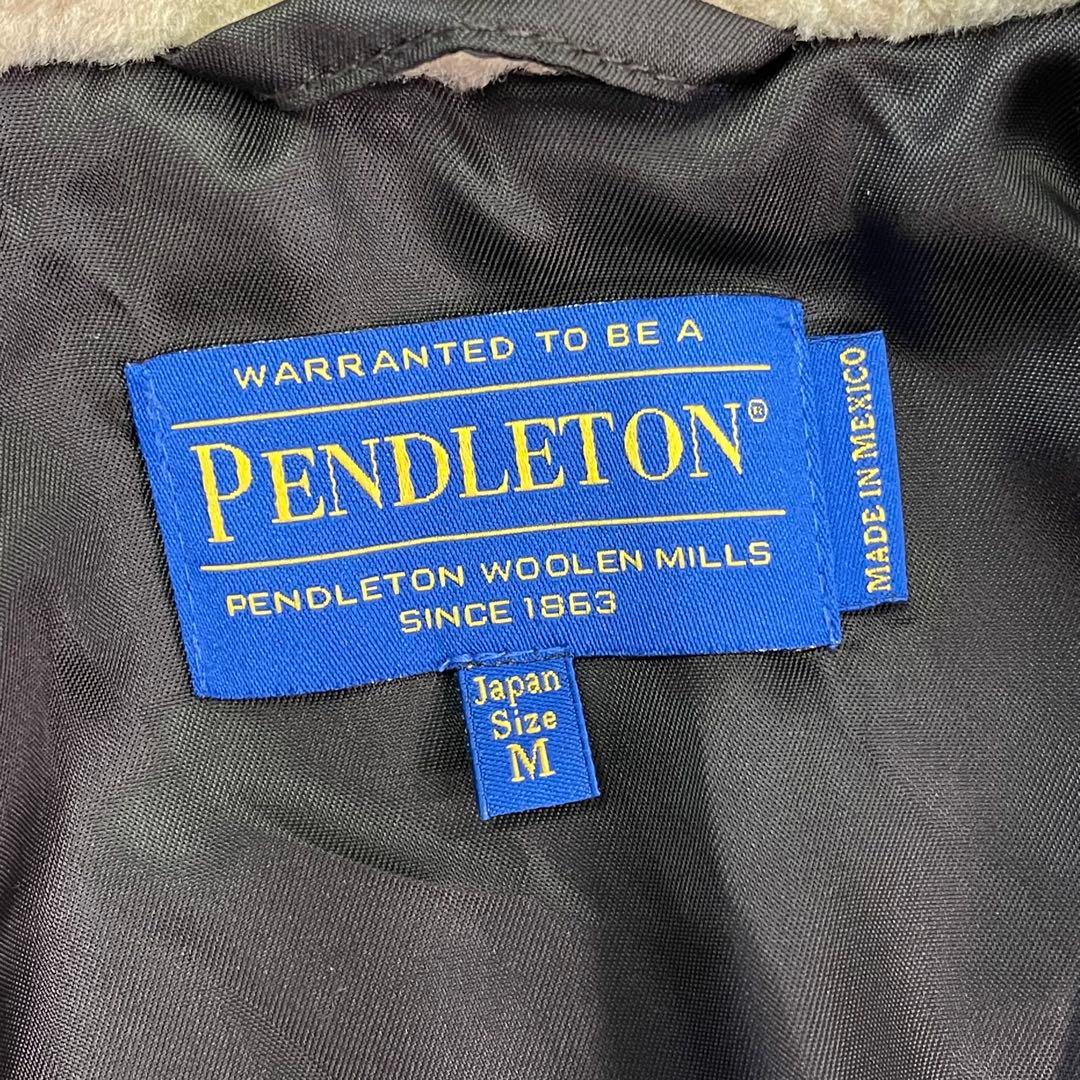 WARRANTED TO BE A
PENDLETON®
PENDLETON WOOLEN MILLS
SINCE 1863
MADE IN MEXICO
Japan
Size
M